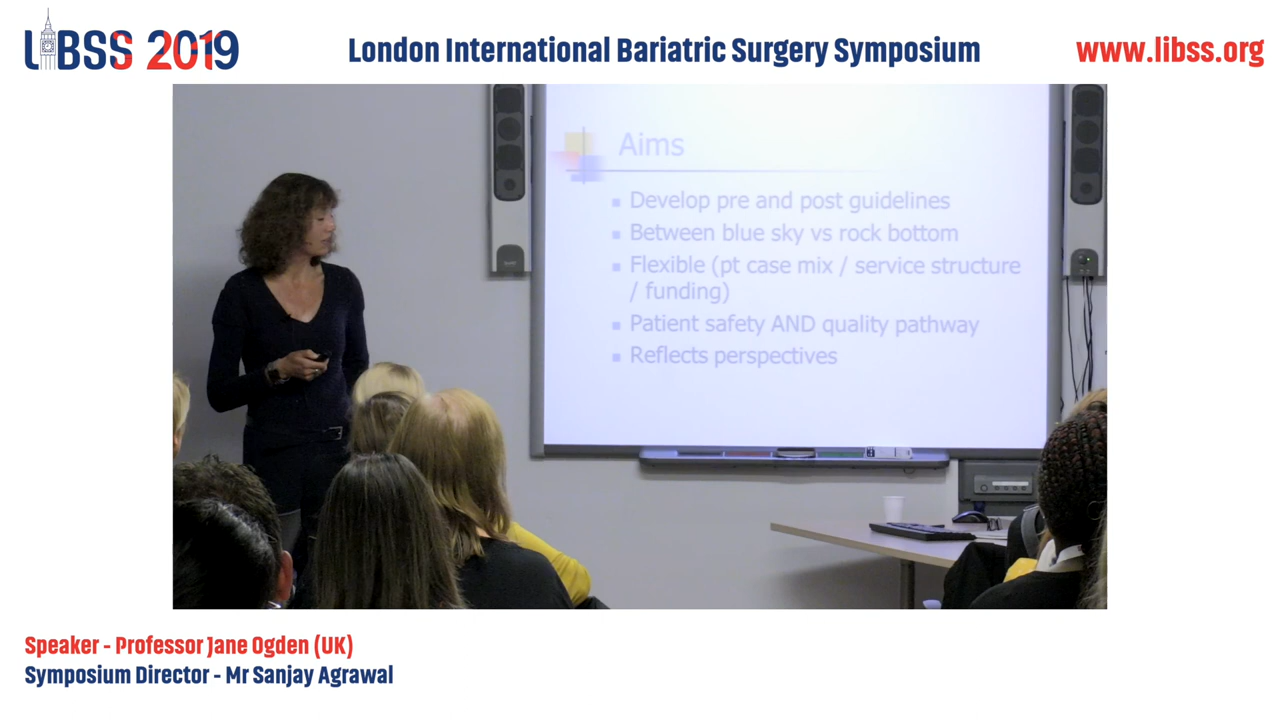 LIBSS 2019
London International Bariatric Surgery Symposium
www.libss.org
Aims
Develop pre and post guidelines
Between blue sky vs rock bottom
Flexible (pt case mix / service structure
/ funding)
Patient safety AND quality pathway
Reflects perspectives
Speaker - Professor Jane Ogden (UK)
Symposium Director - Mr Sanjay Agrawal